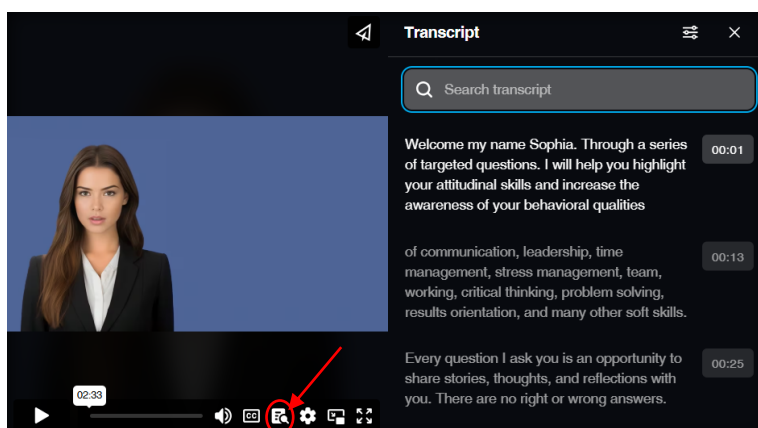 Transcript
Search transcript
Welcome my name Sophia. Through a series
of targeted questions. I will help you highlight
your attitudinal skills and increase the
awareness of your behavioral qualities
00:01
of communication, leadership, time
management, stress management, team,
working, critical thinking, problem solving,
results orientation, and many other soft skills.
00:13
Every question I ask you is an opportunity to
share stories, thoughts, and reflections with
you. There are no right or wrong answers.
00:25
02:33
CC